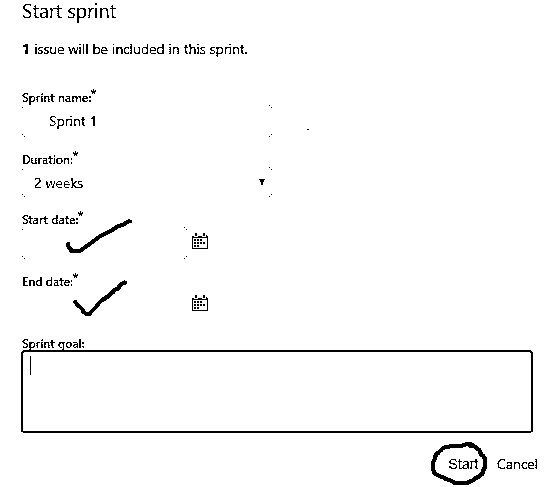 Start sprint
1 issue will be included in this sprint.
Sprint name:*
Sprint 1
Duration:*
2 weeks
Start date:*
End date:*
Sprint goal:
Start Cancel